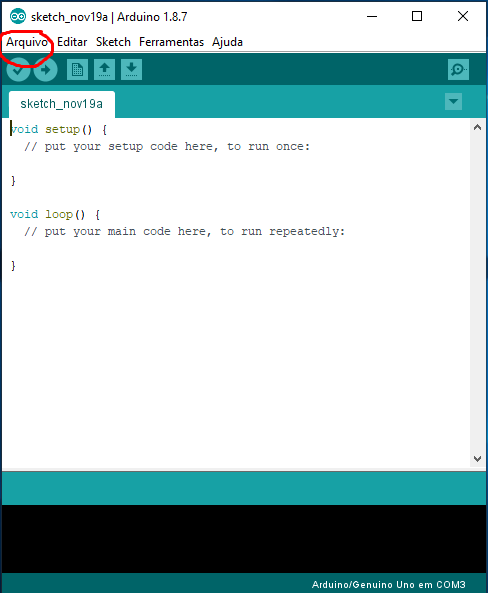 sketch_nov19a | Arduino 1.8.7
Arquivo Editar Sketch Ferramentas Ajuda
sketch_nov19a
void setup() {
  // put your setup code here, to run once:
}
void loop() {
  // put your main code here, to run repeatedly:
}
Arduino/Genuino Uno em COM3